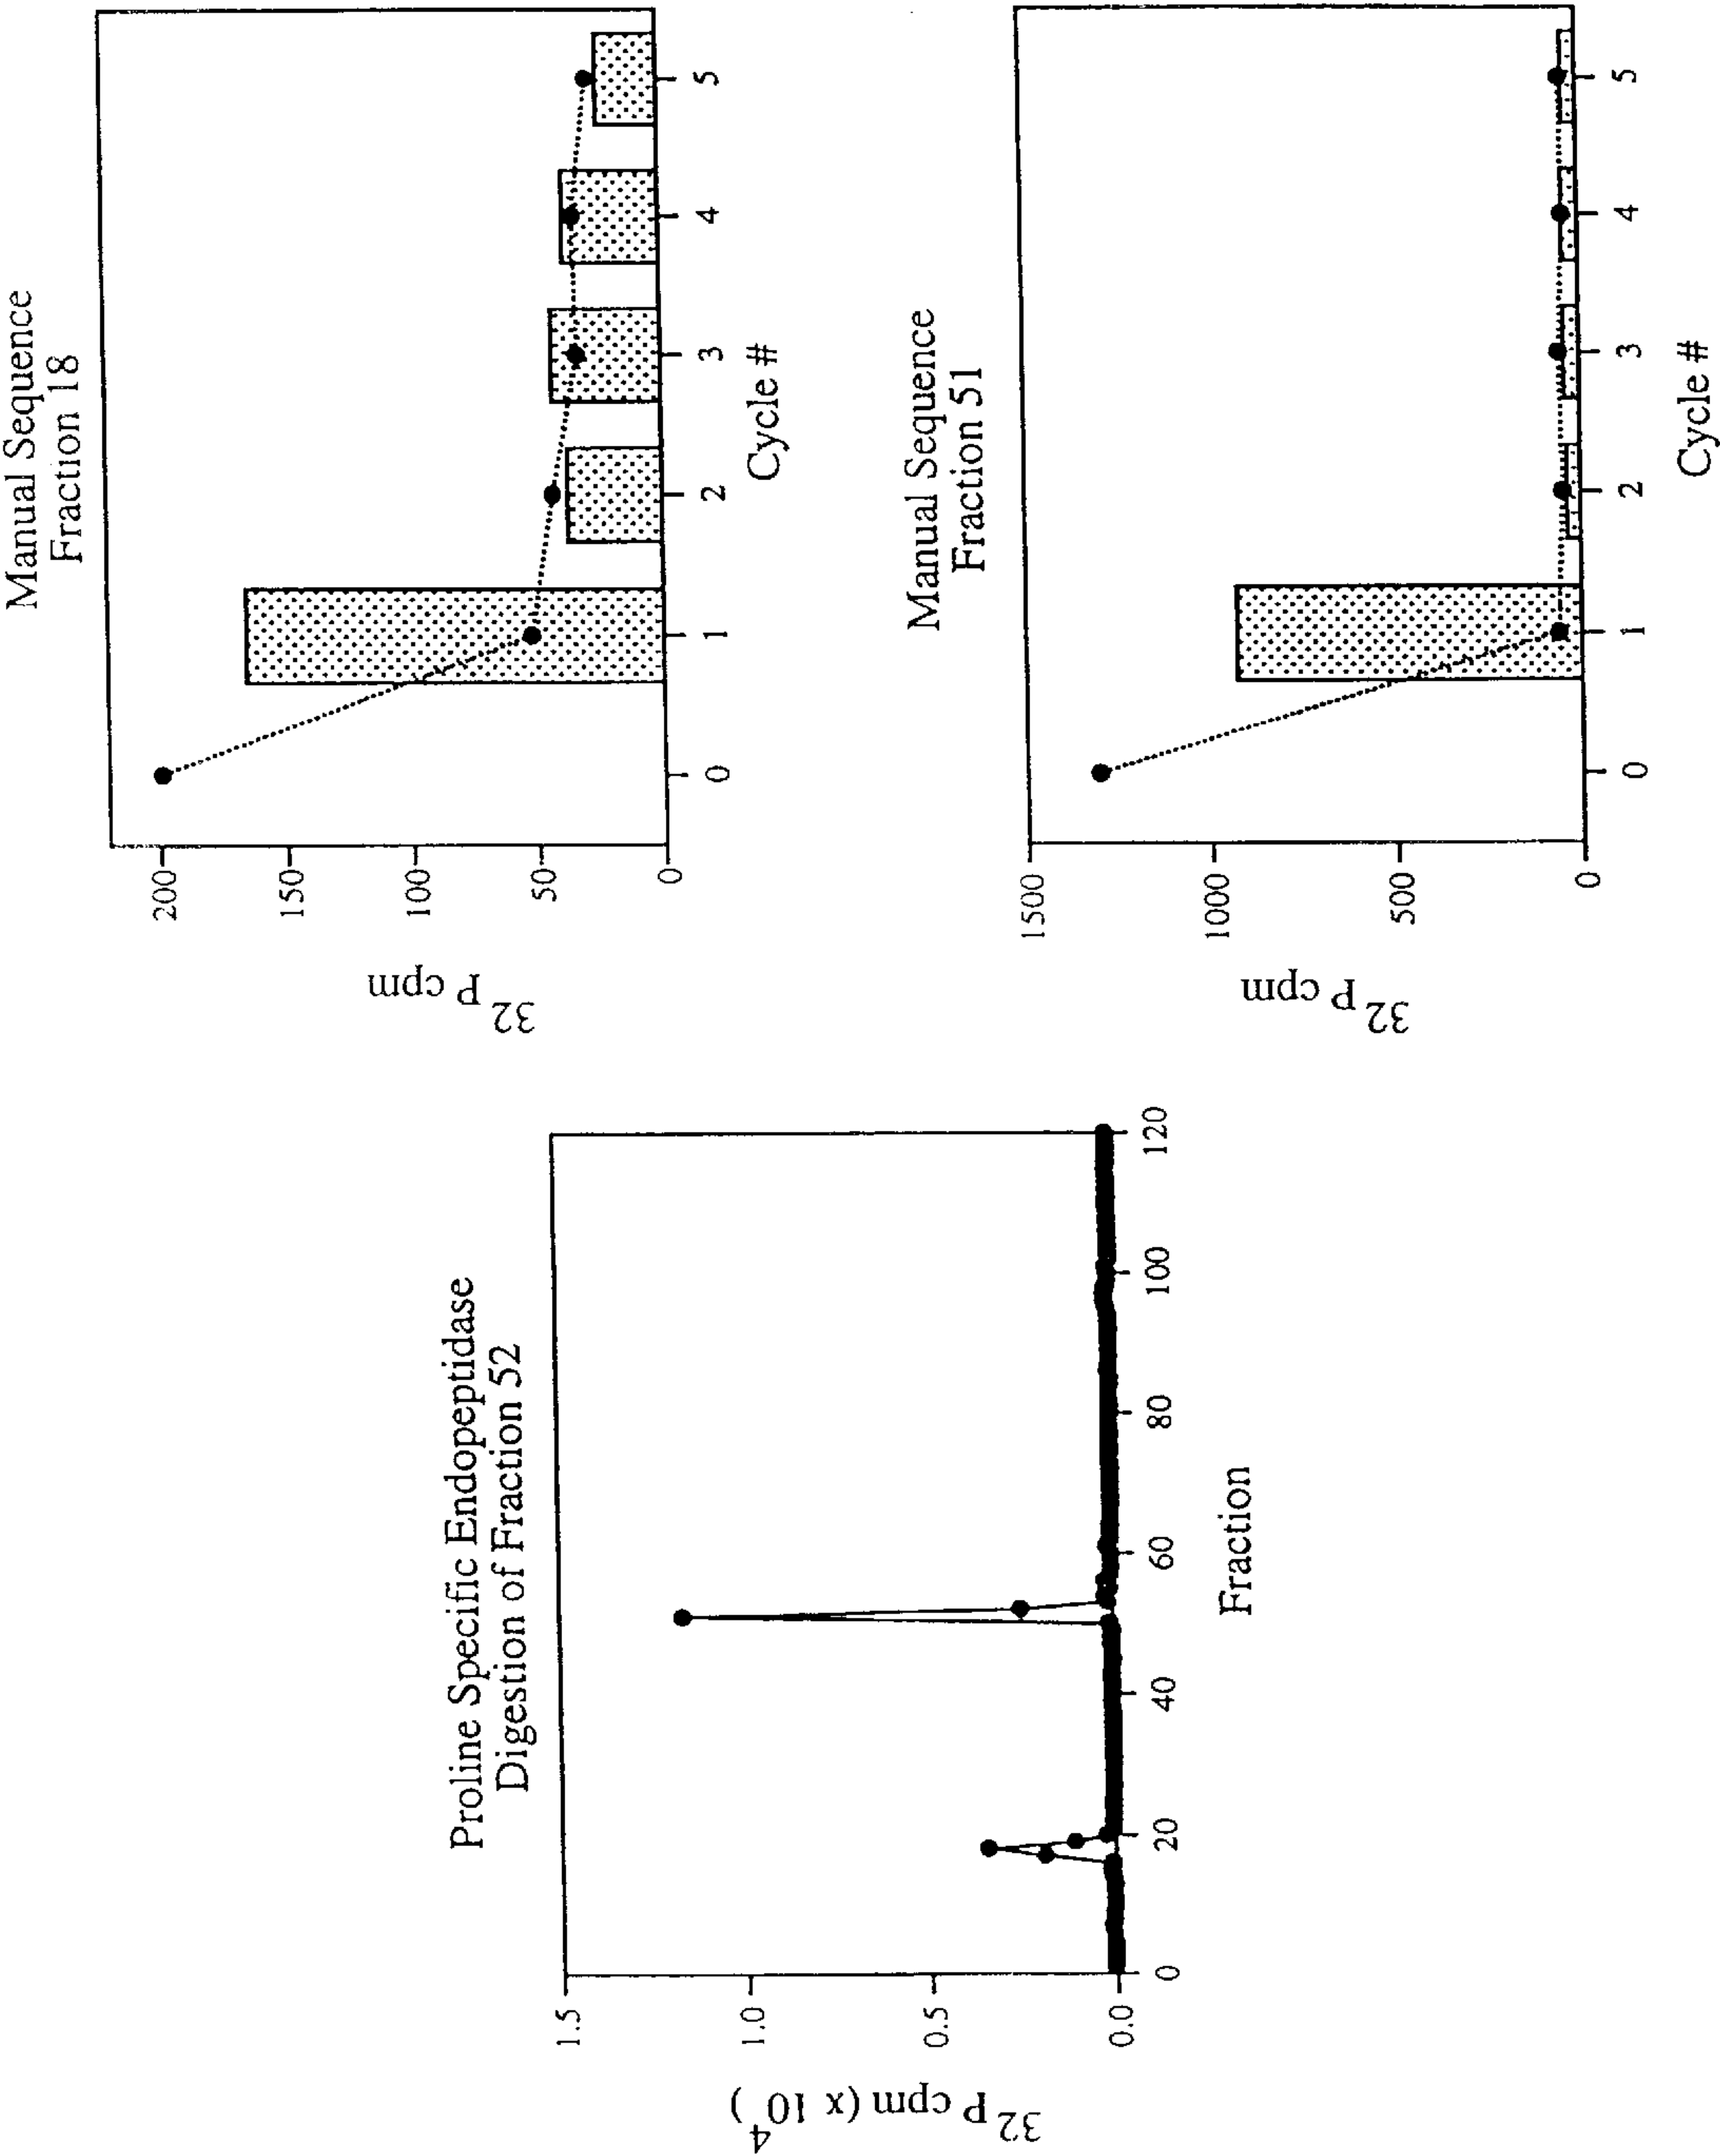 Proline Specific Endopeptidase
Digestion of Fraction 52
32P cpm (x 10^4)
1.5
1.0
0.5
0.0
0 20 40 60 80 100 120
Fraction
Manual Sequence
Fraction 18
32P cpm
200
150
100
50
0
0 1 2 3 4 5
Cycle #
Manual Sequence
Fraction 51
32P cpm
1500
1000
500
0
0 1 2 3 4 5
Cycle #